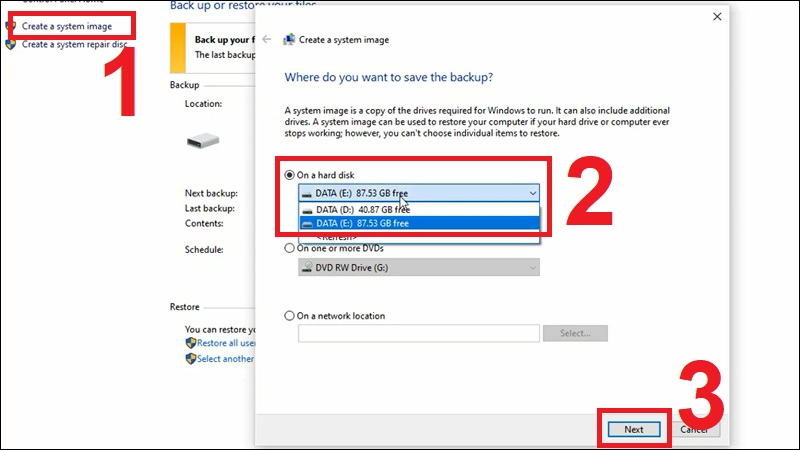 Back up or restore your files
Create a system image
Create a system repair disc
1
Back up your f
The last backup
Backup
Location:
Next backup:
Last backup:
Contents:
Schedule:
Restore
You can restore y
Restore all use
Select another
Create a system image
Where do you want to save the backup?
A system image is a copy of the drives required for Windows to run. It can also include additional
drives. A system image can be used to restore your computer if your hard drive or computer ever
stops working; however, you can't choose individual items to restore.
On a hard disk
DATA (E:) 87.53 GB free
DATA (D:) 40.87 GB free
DATA (E:) 87.53 GB free
<Refresh>
2
On one or more DVDs
DVD RW Drive (G:)
On a network location
Select...
3
Next
Cancel